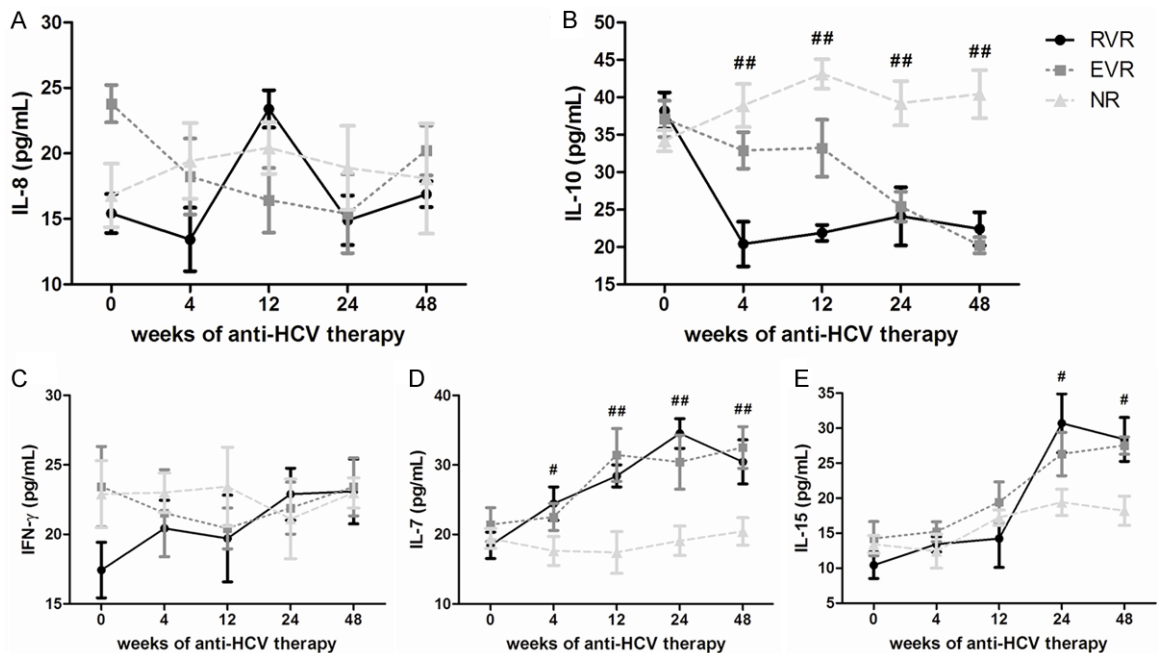 A
IL-8 (pg/mL)
30
25
20
15
10
0 4 12 24 48
weeks of anti-HCV therapy
B
IL-10 (pg/mL)
50
45
40
35
30
25
20
15
## ## ## ##
0 4 12 24 48
weeks of anti-HCV therapy
RVR
EVR
NR
C
IFN-γ (pg/mL)
30
25
20
15
0 4 12 24 48
weeks of anti-HCV therapy
D
IL-7 (pg/mL)
40
30
20
10
# ## ## ##
0 4 12 24 48
weeks of anti-HCV therapy
E
IL-15 (pg/mL)
40
35
30
25
20
15
10
5
# #
0 4 12 24 48
weeks of anti-HCV therapy